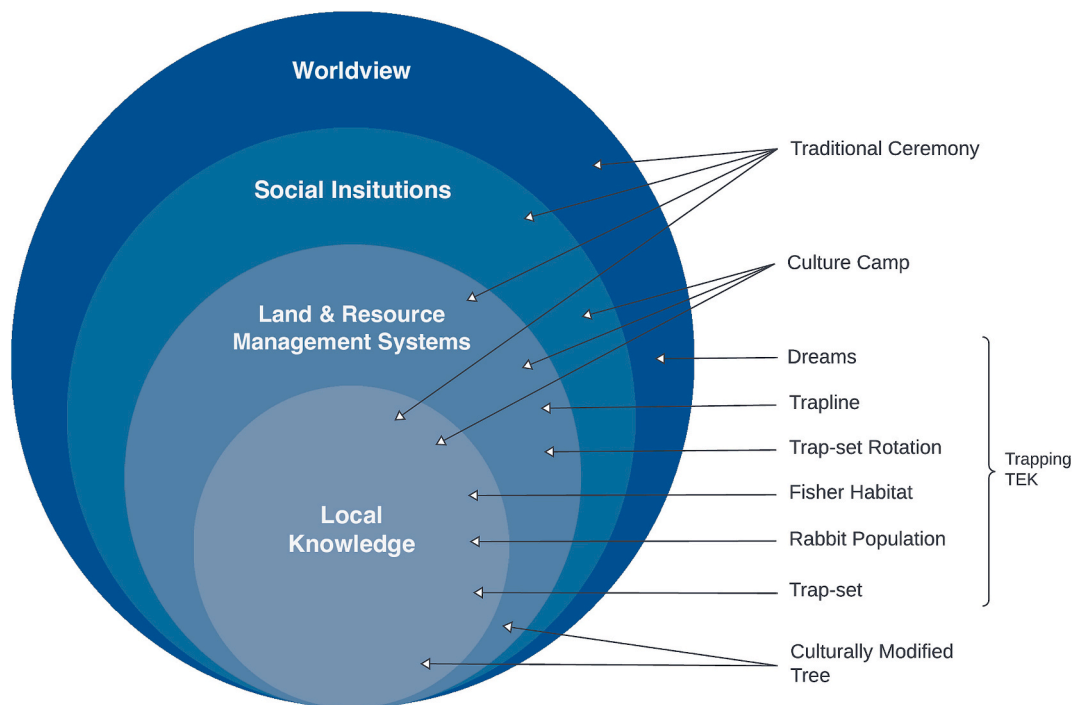 Worldview
Social Insitutions
Land & Resource
Management Systems
Local
Knowledge
Traditional Ceremony
Culture Camp
Dreams
Trapline
Trap-set Rotation
Fisher Habitat
Rabbit Population
Trap-set
Culturally Modified
Tree
Trapping
TEK